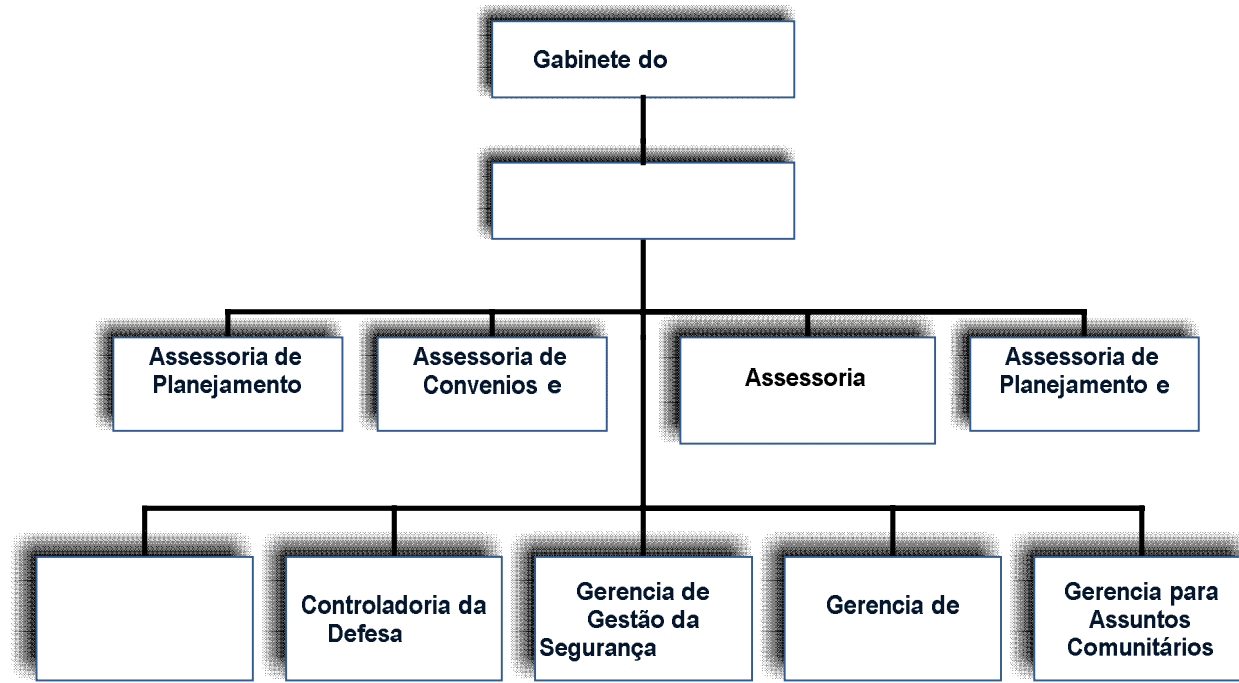 Gabinete do
Assessoria de
Planejamento
Assessoria de
Convenios e
Assessoria
Assessoria de
Planejamento e
Controladoria da
Defesa
Gerencia de
Gestão da
Segurança
Gerencia de
Gerencia para
Assuntos
Comunitários